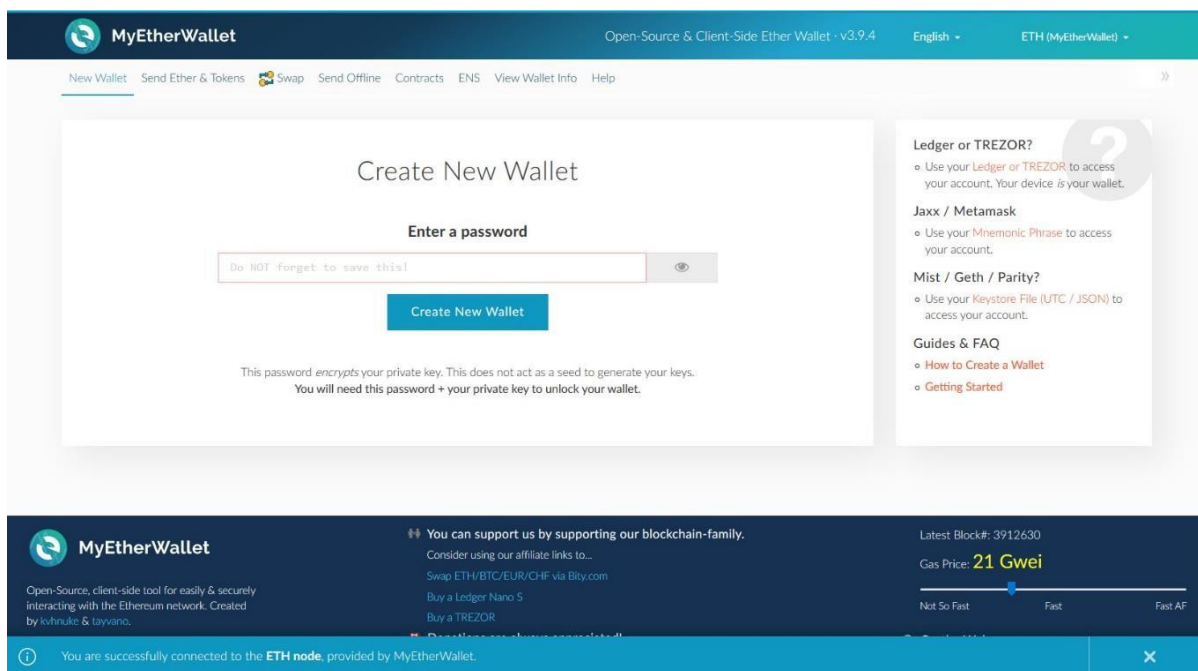 MyEtherWallet
Open-Source & Client-Side Ether Wallet · v3.9.4
English
ETH (MyEtherWallet)
New Wallet
Send Ether & Tokens
Swap
Send Offline
Contracts
ENS
View Wallet Info
Help
Create New Wallet
Enter a password
Do NOT forget to save this!
Create New Wallet
This password encrypts your private key. This does not act as a seed to generate your keys.
You will need this password + your private key to unlock your wallet.
Ledger or TREZOR?
Use your Ledger or TREZOR to access
your account. Your device is your wallet.
Jaxx / Metamask
Use your Mnemonic Phrase to access
your account.
Mist / Geth / Parity?
Use your Keystore File (UTC / JSON) to
access your account.
Guides & FAQ
How to Create a Wallet
Getting Started
MyEtherWallet
Open-Source, client-side tool for easily & securely
interacting with the Ethereum network. Created
by kvhnuke & tayvano.
You can support us by supporting our blockchain-family.
Consider using our affiliate links to...
Swap ETH/BTC/EUR/CHF via Bity.com
Buy a Ledger Nano S
Buy a TREZOR
Latest Block#: 3912630
Gas Price: 21 Gwei
Not So Fast
Fast
Fast AF
You are successfully connected to the ETH node, provided by MyEtherWallet.